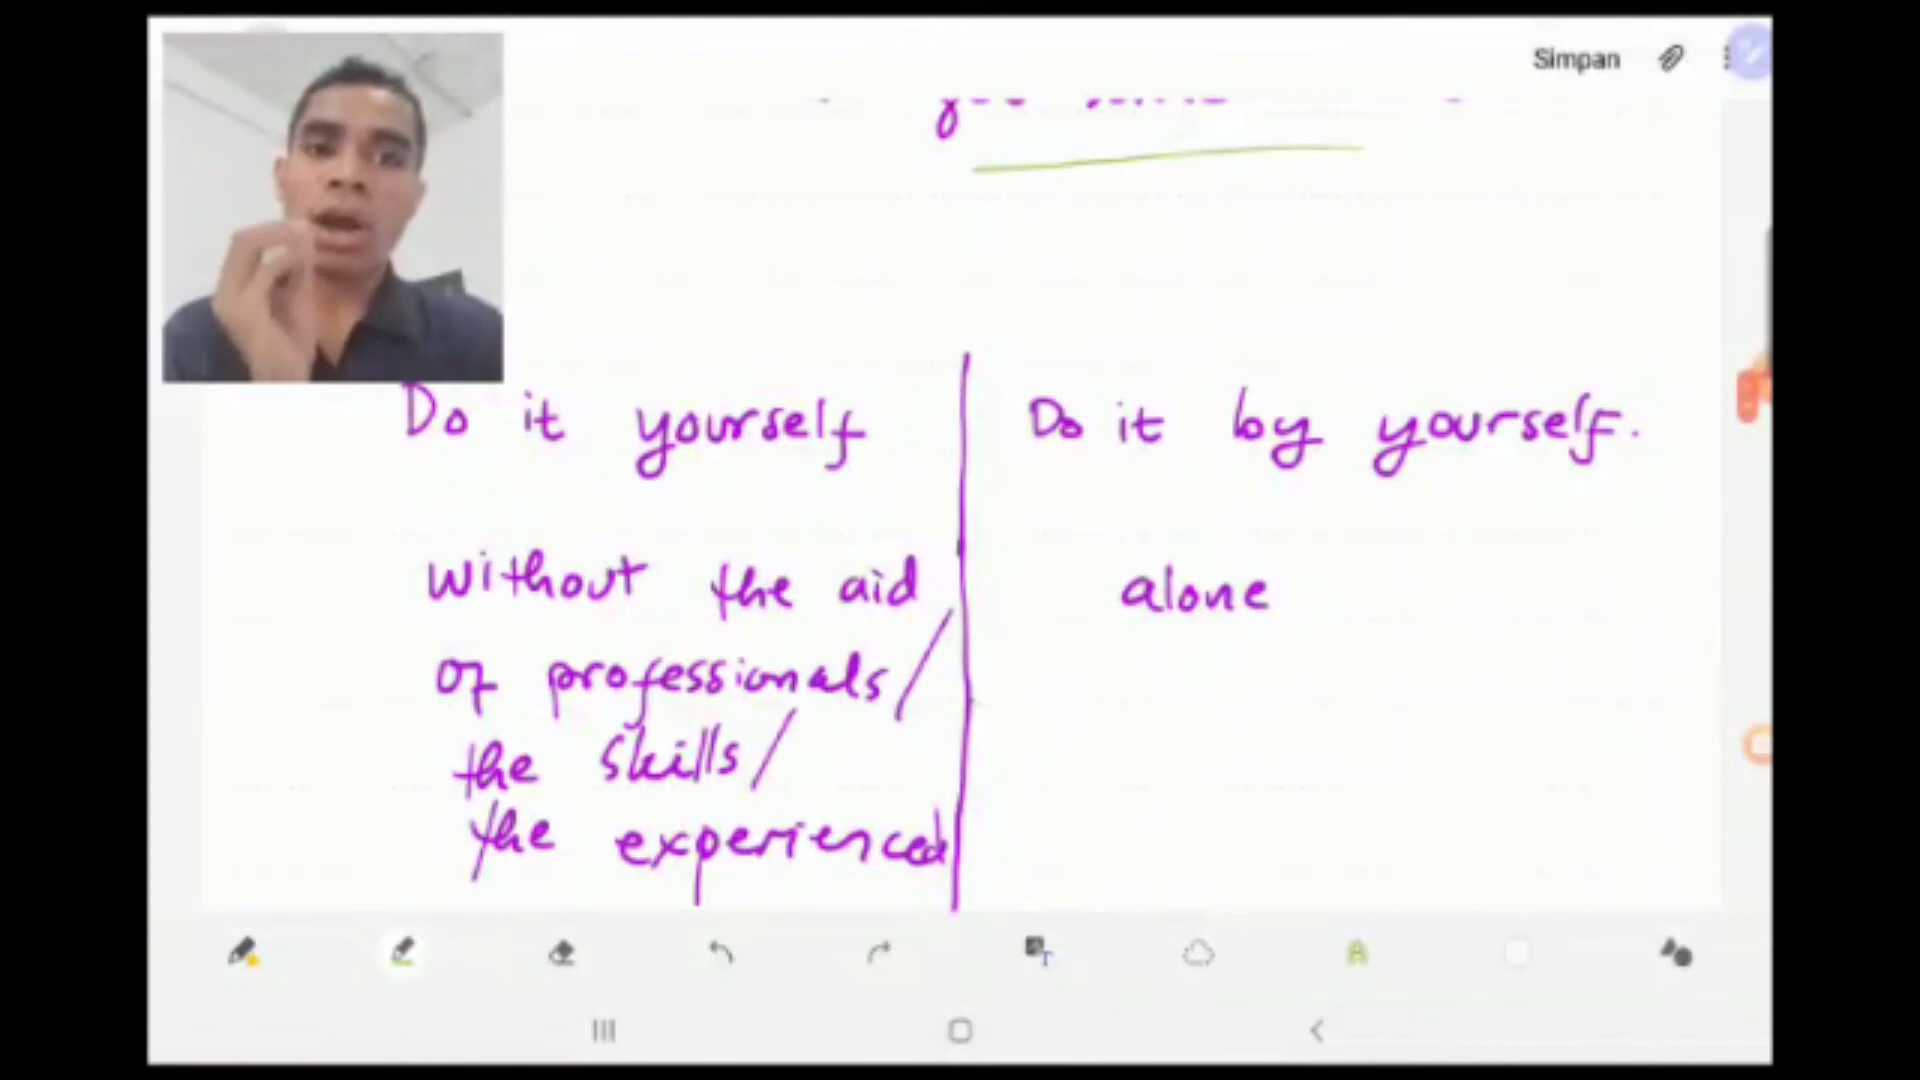 Simpan
Do it yourself
Do it by yourself.
without the aid
of professionals/
the skills/
the experienced
alone